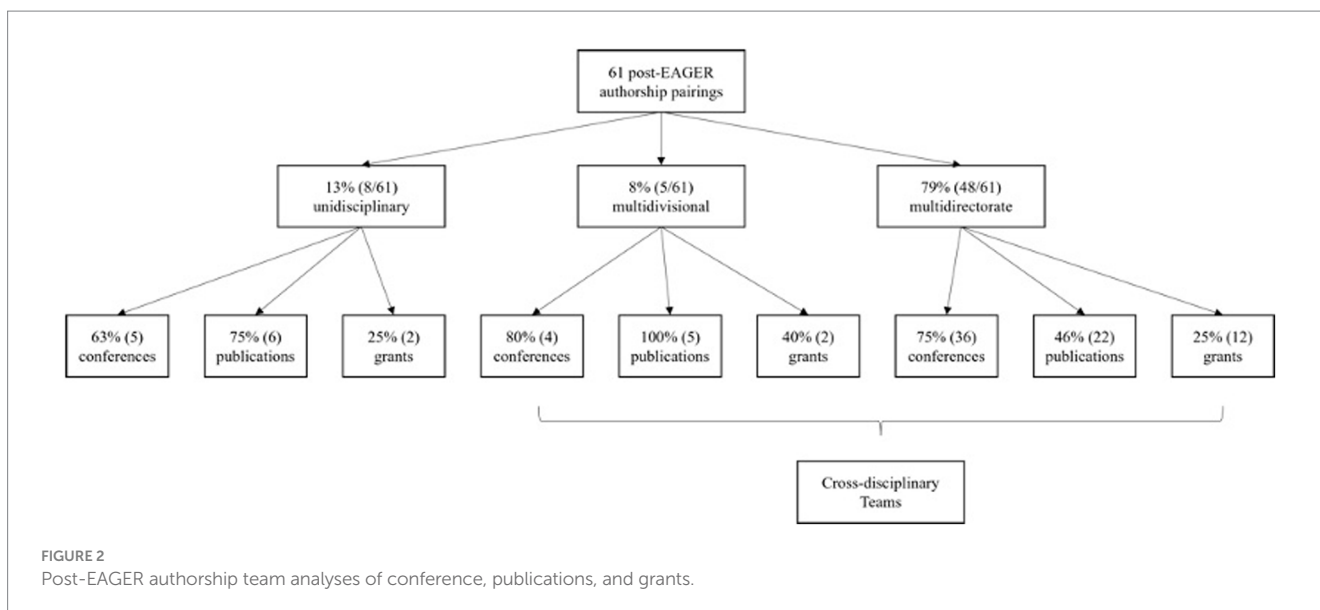 61 post-EAGER
authorship pairings
13% (8/61)
unidisciplinary
8% (5/61)
multidivisional
79% (48/61)
multidirectorate
63% (5)
conferences
75% (6)
publications
25% (2)
grants
80% (4)
conferences
100% (5)
publications
40% (2)
grants
75% (36)
conferences
46% (22)
publications
25% (12)
grants
Cross-disciplinary
Teams
FIGURE 2
Post-EAGER authorship team analyses of conference, publications, and grants.